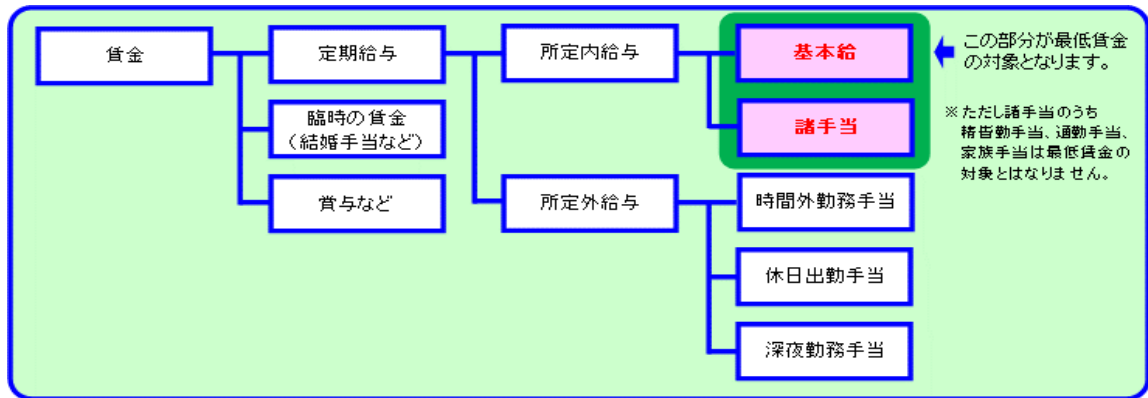 賃金
定期給与
所定内給与
基本給
この部分が最低賃金
の対象となります。
臨時の賃金
(結婚手当など)
諸手当
※ただし諸手当のうち
精皆勤手当、通勤手当、
家族手当は最低賃金の
対象とはなりません。
賞与など
所定外給与
時間外勤務手当
休日出勤手当
深夜勤務手当